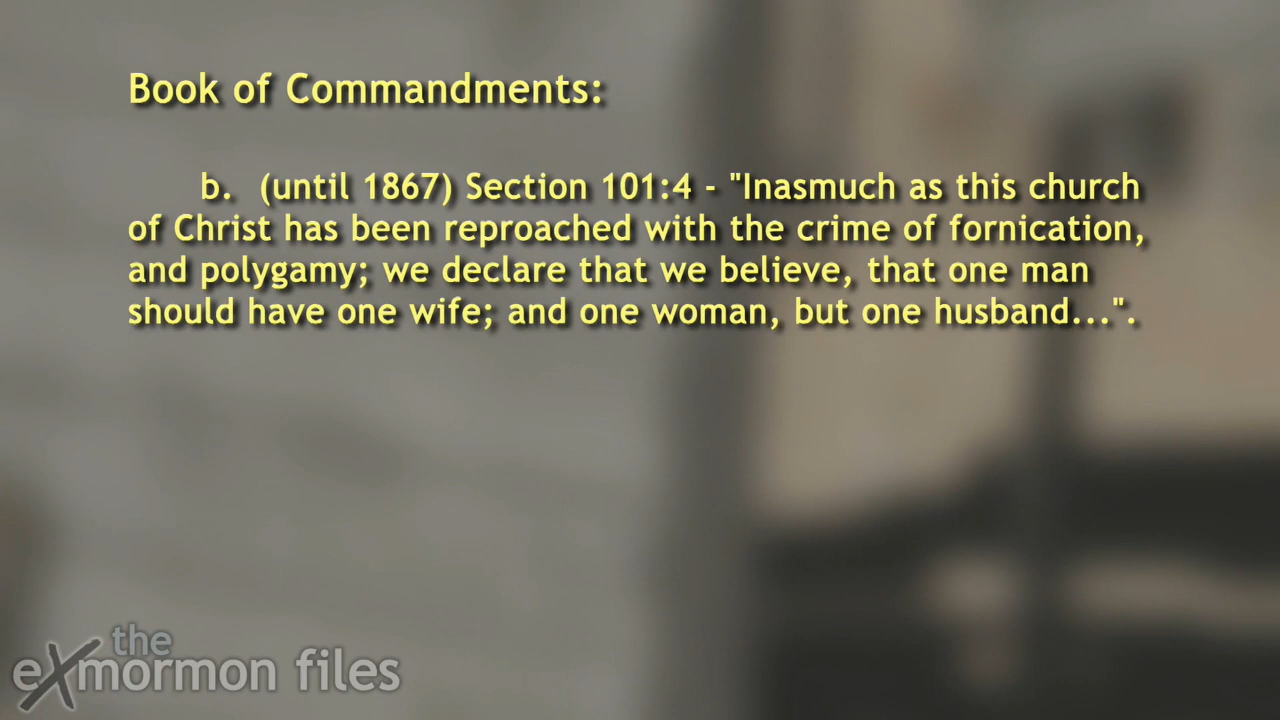 Book of Commandments:
b. (until 1867) Section 101:4 - "Inasmuch as this church
of Christ has been reproached with the crime of fornication,
and polygamy; we declare that we believe, that one man
should have one wife; and one woman, but one husband...".
the
exmormon files